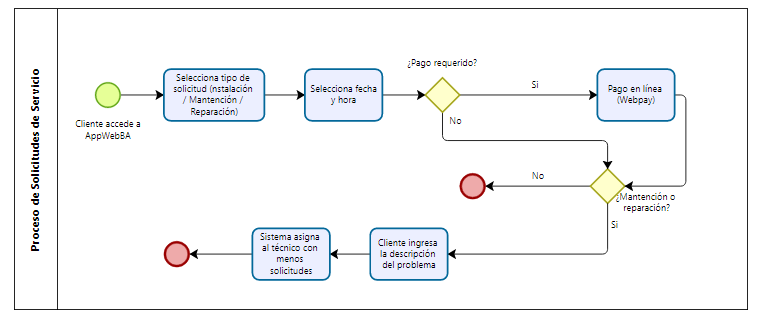 Proceso de Solicitudes de Servicio
Cliente accede a
AppWebBA
Selecciona tipo de
solicitud (nstalación
/ Mantención /
Reparación)
Selecciona fecha
y hora
¿Pago requerido?
Si
No
Pago en línea
(Webpay)
¿Mantención o
reparación?
No
Si
Cliente ingresa
la descripción
del problema
Sistema asigna
al técnico con
menos
solicitudes